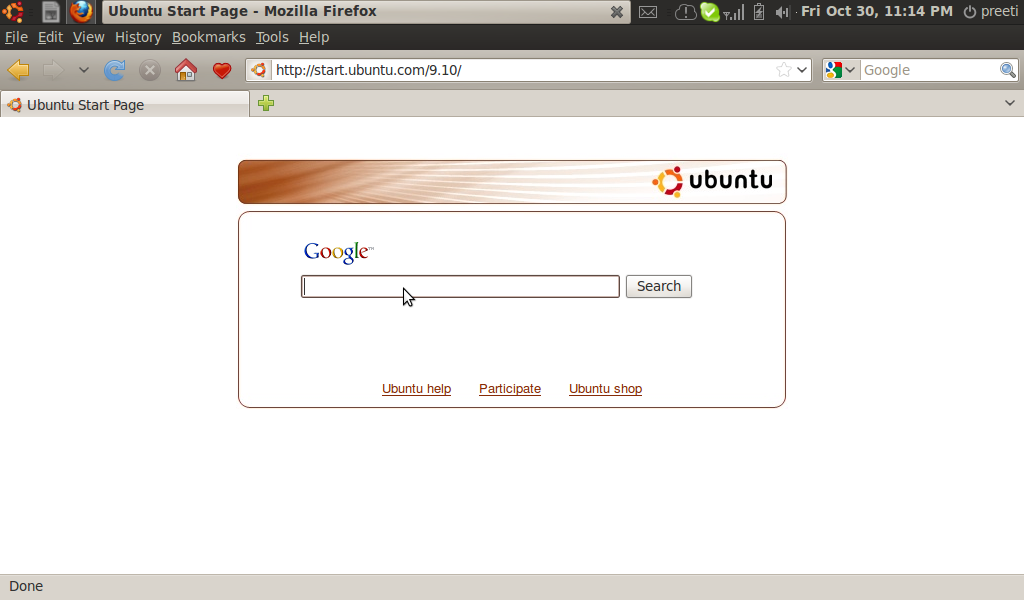 Ubuntu Start Page - Mozilla Firefox
Fri Oct 30, 11:14 PM preeti
File Edit View History Bookmarks Tools Help
http://start.ubuntu.com/9.10/ Google
Ubuntu Start Page
ubuntu
Google™
Search
Ubuntu help Participate Ubuntu shop
Done